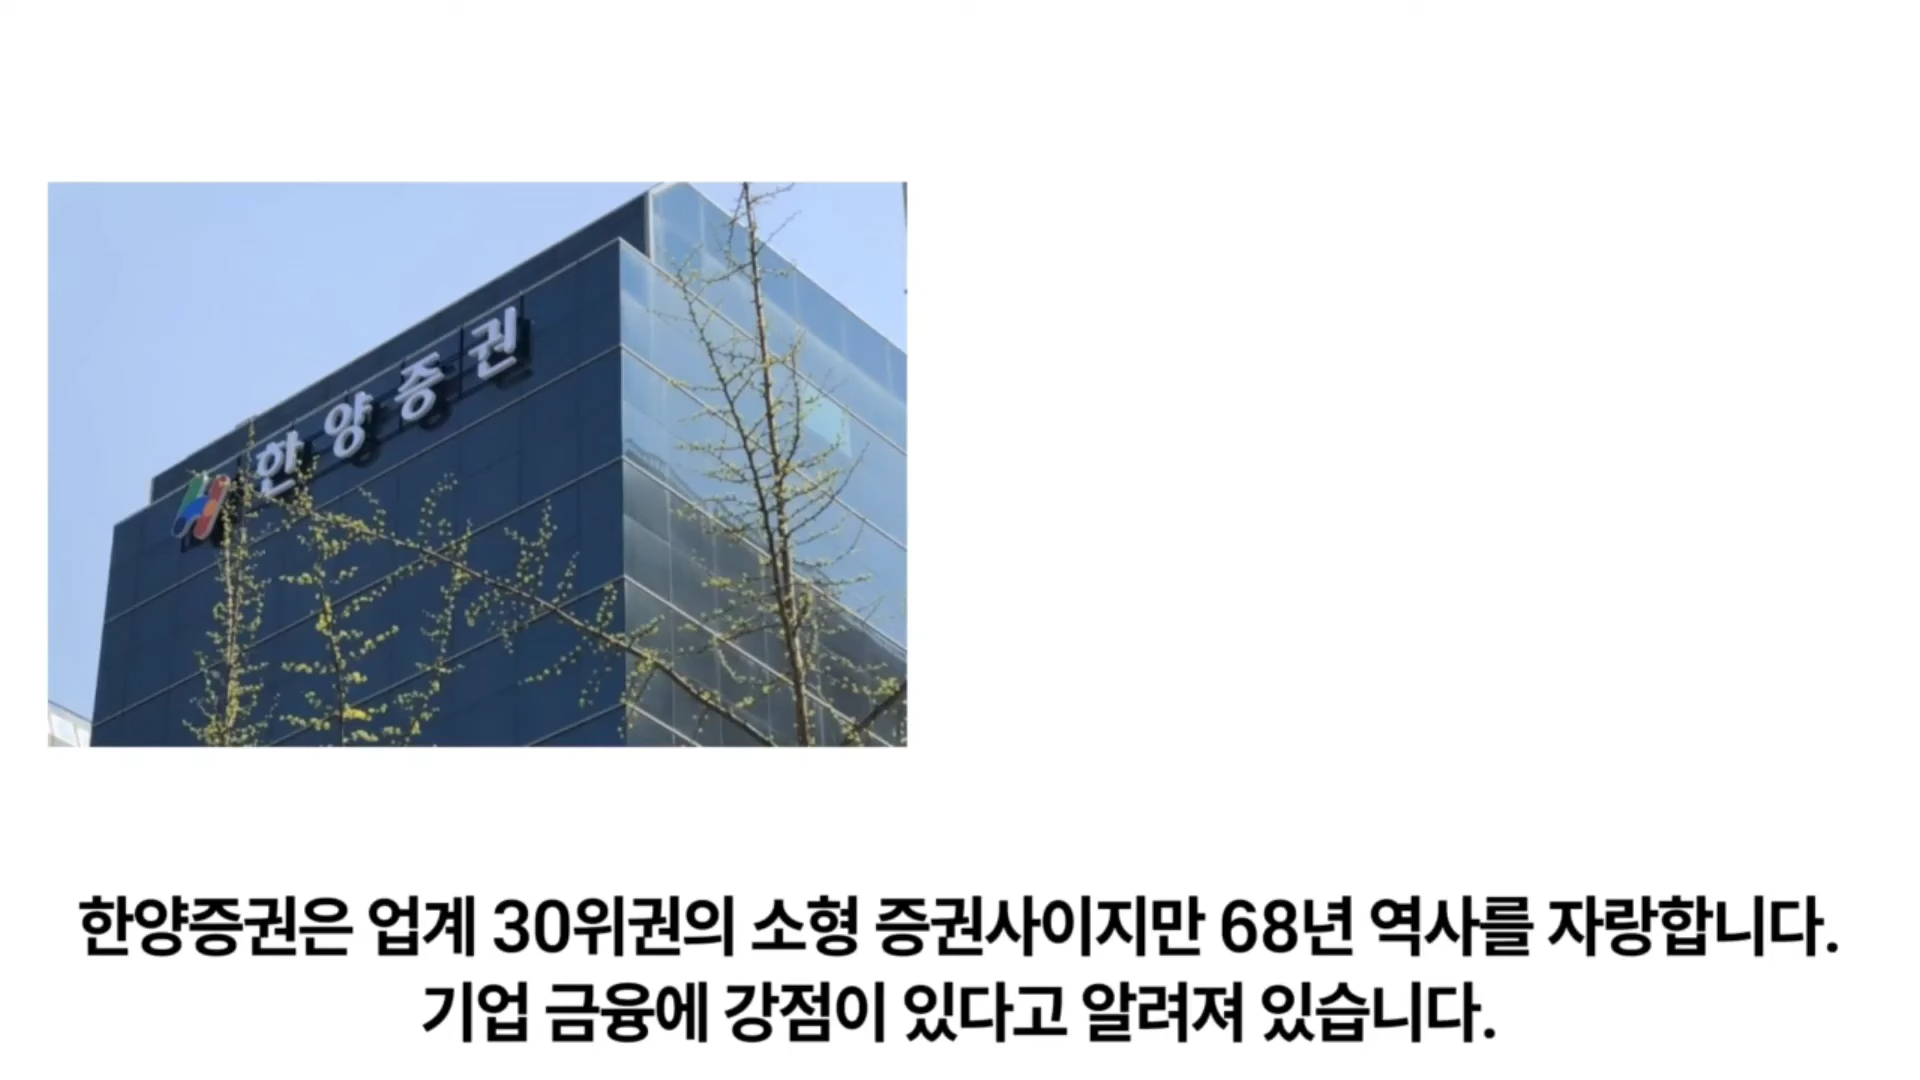 한양증권
한양증권은 업계 30위권의 소형 증권사이지만 68년 역사를 자랑합니다.
기업 금융에 강점이 있다고 알려져 있습니다.